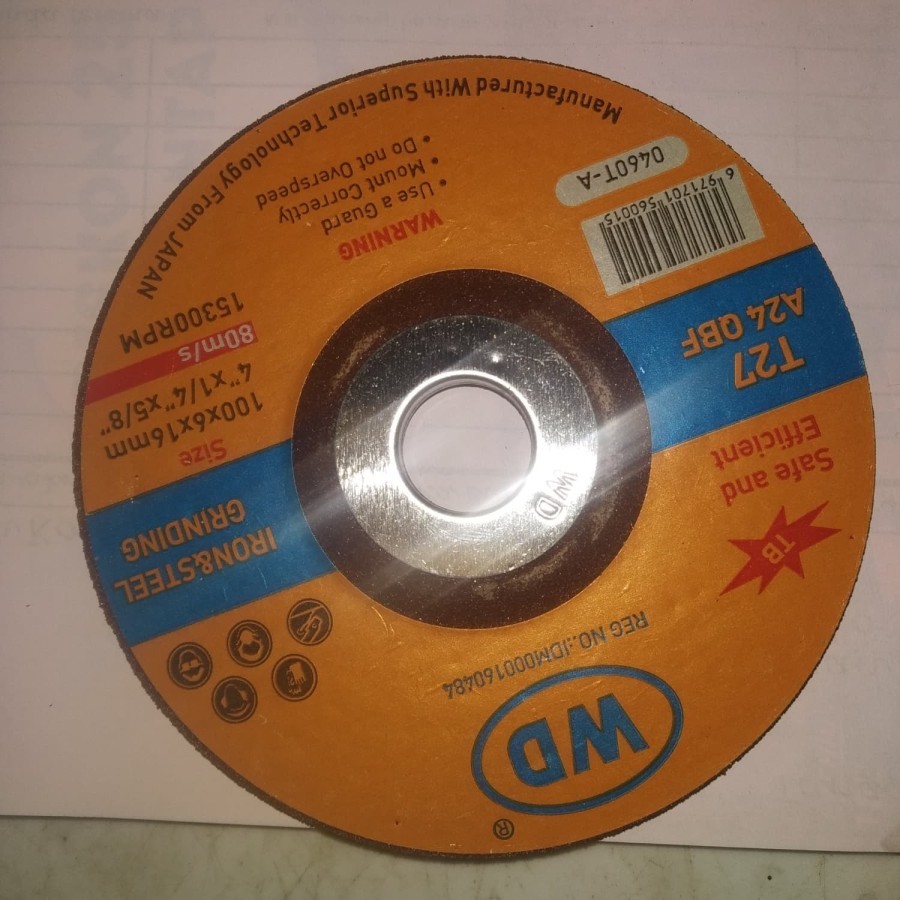 WD
®
REG NO.:IDM000160484
TB
Safe and
Efficient
IRON&STEEL
GRINDING
T27
A24 QBF
Size
100x6x16mm
4"x1/4"x5/8"
80m/s
15300RPM
WARNING
• Use a Guard
• Mount Correctly
• Do not Overspeed
6 971701 560015
0460T-A
Manufactured With Superior Technology From JAPAN
WD